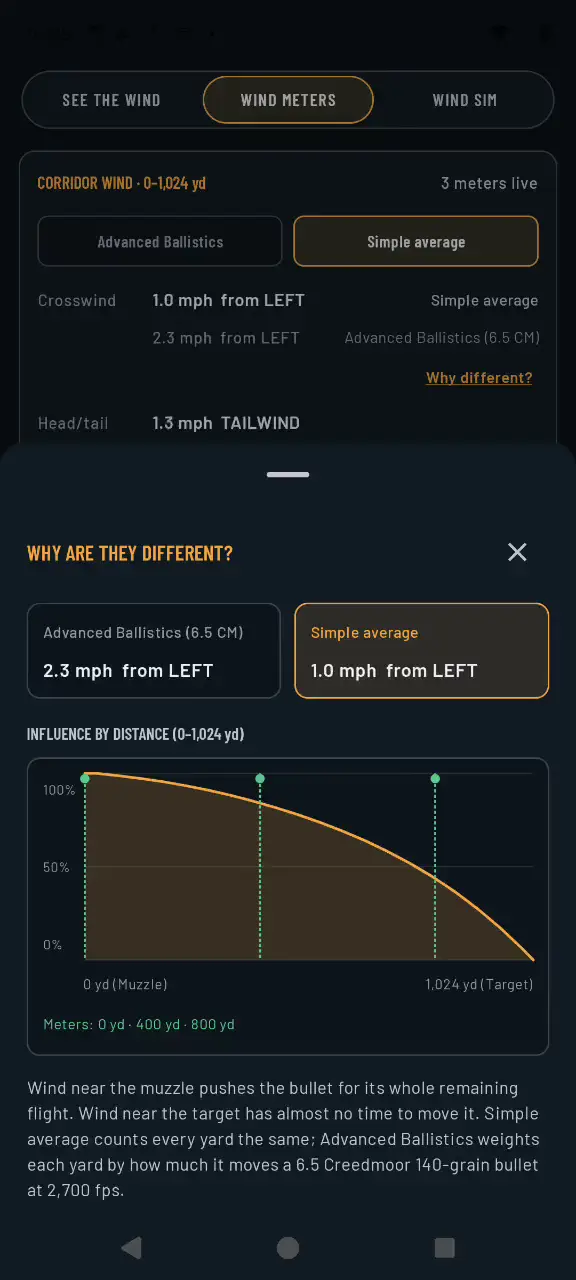 SEE THE WIND
WIND METERS
WIND SIM
CORRIDOR WIND · 0–1,024 yd
3 meters live
Advanced Ballistics
Simple average
Crosswind
1.0 mph from LEFT
Simple average
2.3 mph from LEFT
Advanced Ballistics (6.5 CM)
Why different?
Head/tail
1.3 mph TAILWIND
WHY ARE THEY DIFFERENT?
Advanced Ballistics (6.5 CM)
2.3 mph from LEFT
Simple average
1.0 mph from LEFT
INFLUENCE BY DISTANCE (0–1,024 yd)
100%
50%
0%
0 yd (Muzzle)
1,024 yd (Target)
Meters: 0 yd · 400 yd · 800 yd
Wind near the muzzle pushes the bullet for its whole remaining
flight. Wind near the target has almost no time to move it. Simple
average counts every yard the same; Advanced Ballistics weights
each yard by how much it moves a 6.5 Creedmoor 140-grain bullet
at 2,700 fps.